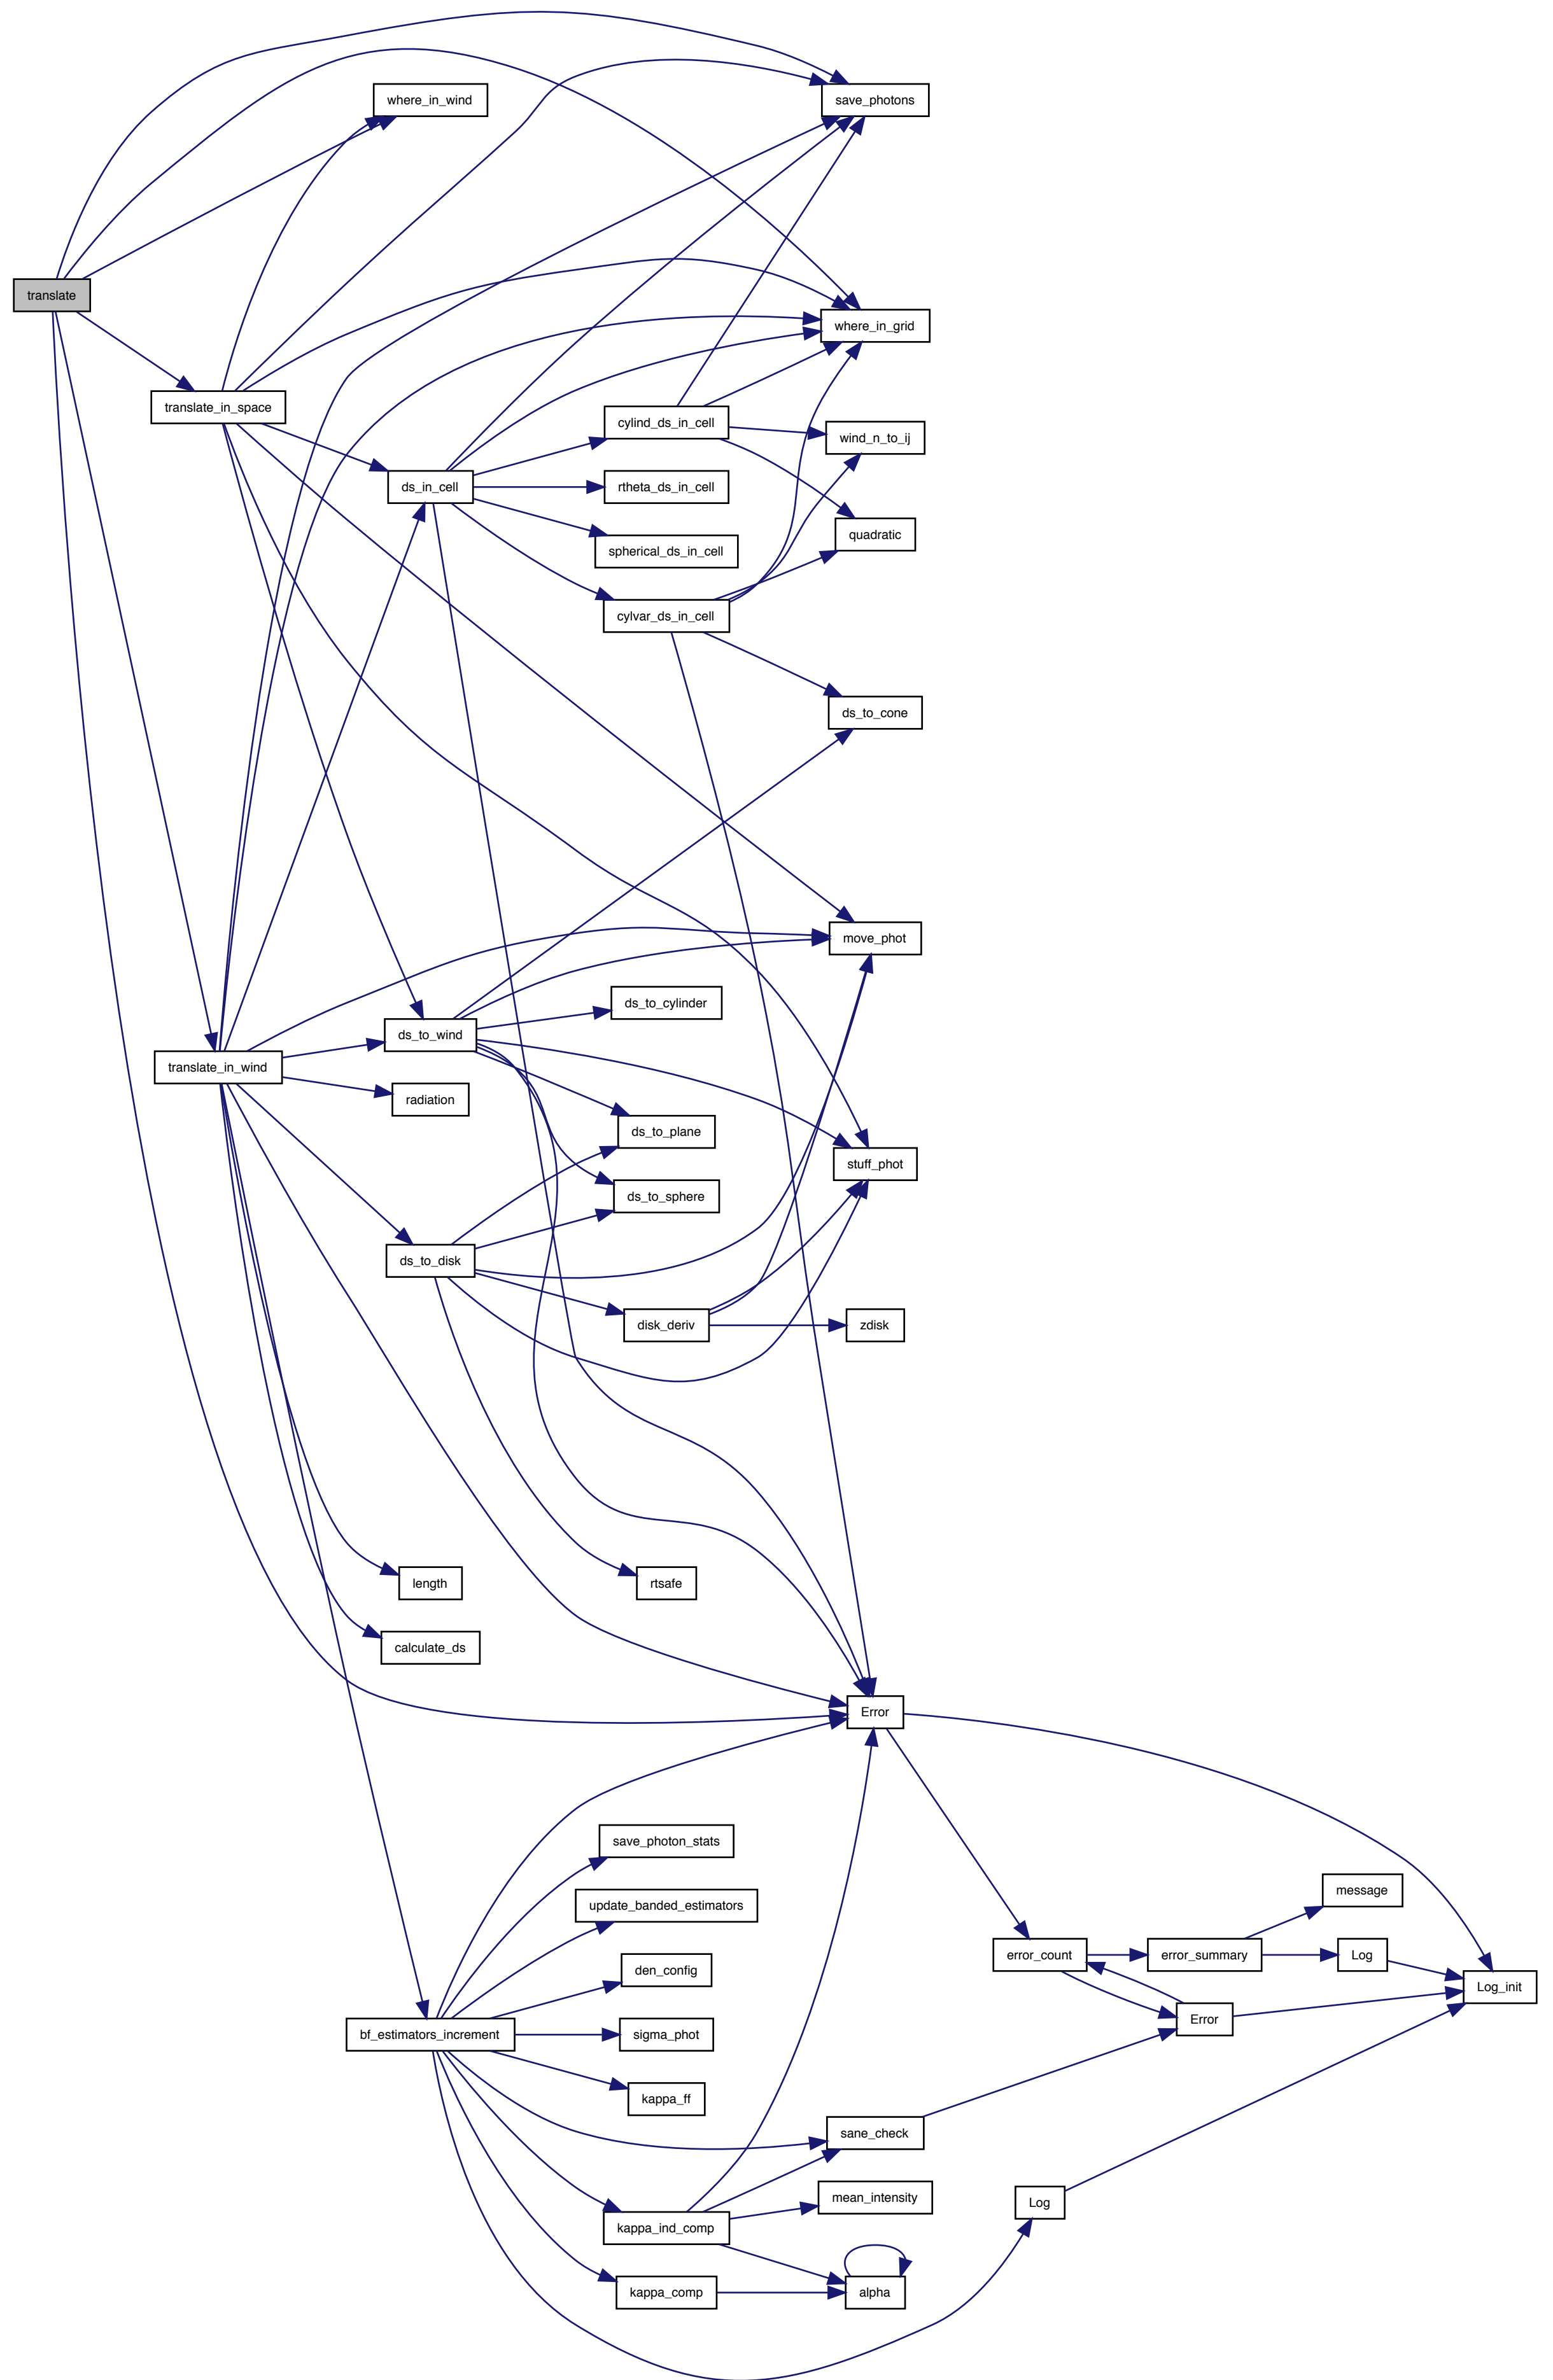 save_photons
where_in_wind
translate
where_in_grid
translate_in_space
cylind_ds_in_cell
wind_n_to_ij
ds_in_cell
rtheta_ds_in_cell
quadratic
spherical_ds_in_cell
cylvar_ds_in_cell
ds_to_cone
move_phot
ds_to_cylinder
ds_to_wind
translate_in_wind
radiation
ds_to_plane
stuff_phot
ds_to_sphere
ds_to_disk
disk_deriv
zdisk
length
rtsafe
calculate_ds
Error
save_photon_stats
message
update_banded_estimators
error_count
error_summary
Log
den_config
Log_init
Error
bf_estimators_increment
sigma_phot
kappa_ff
sane_check
mean_intensity
Log
kappa_ind_comp
kappa_comp
alpha